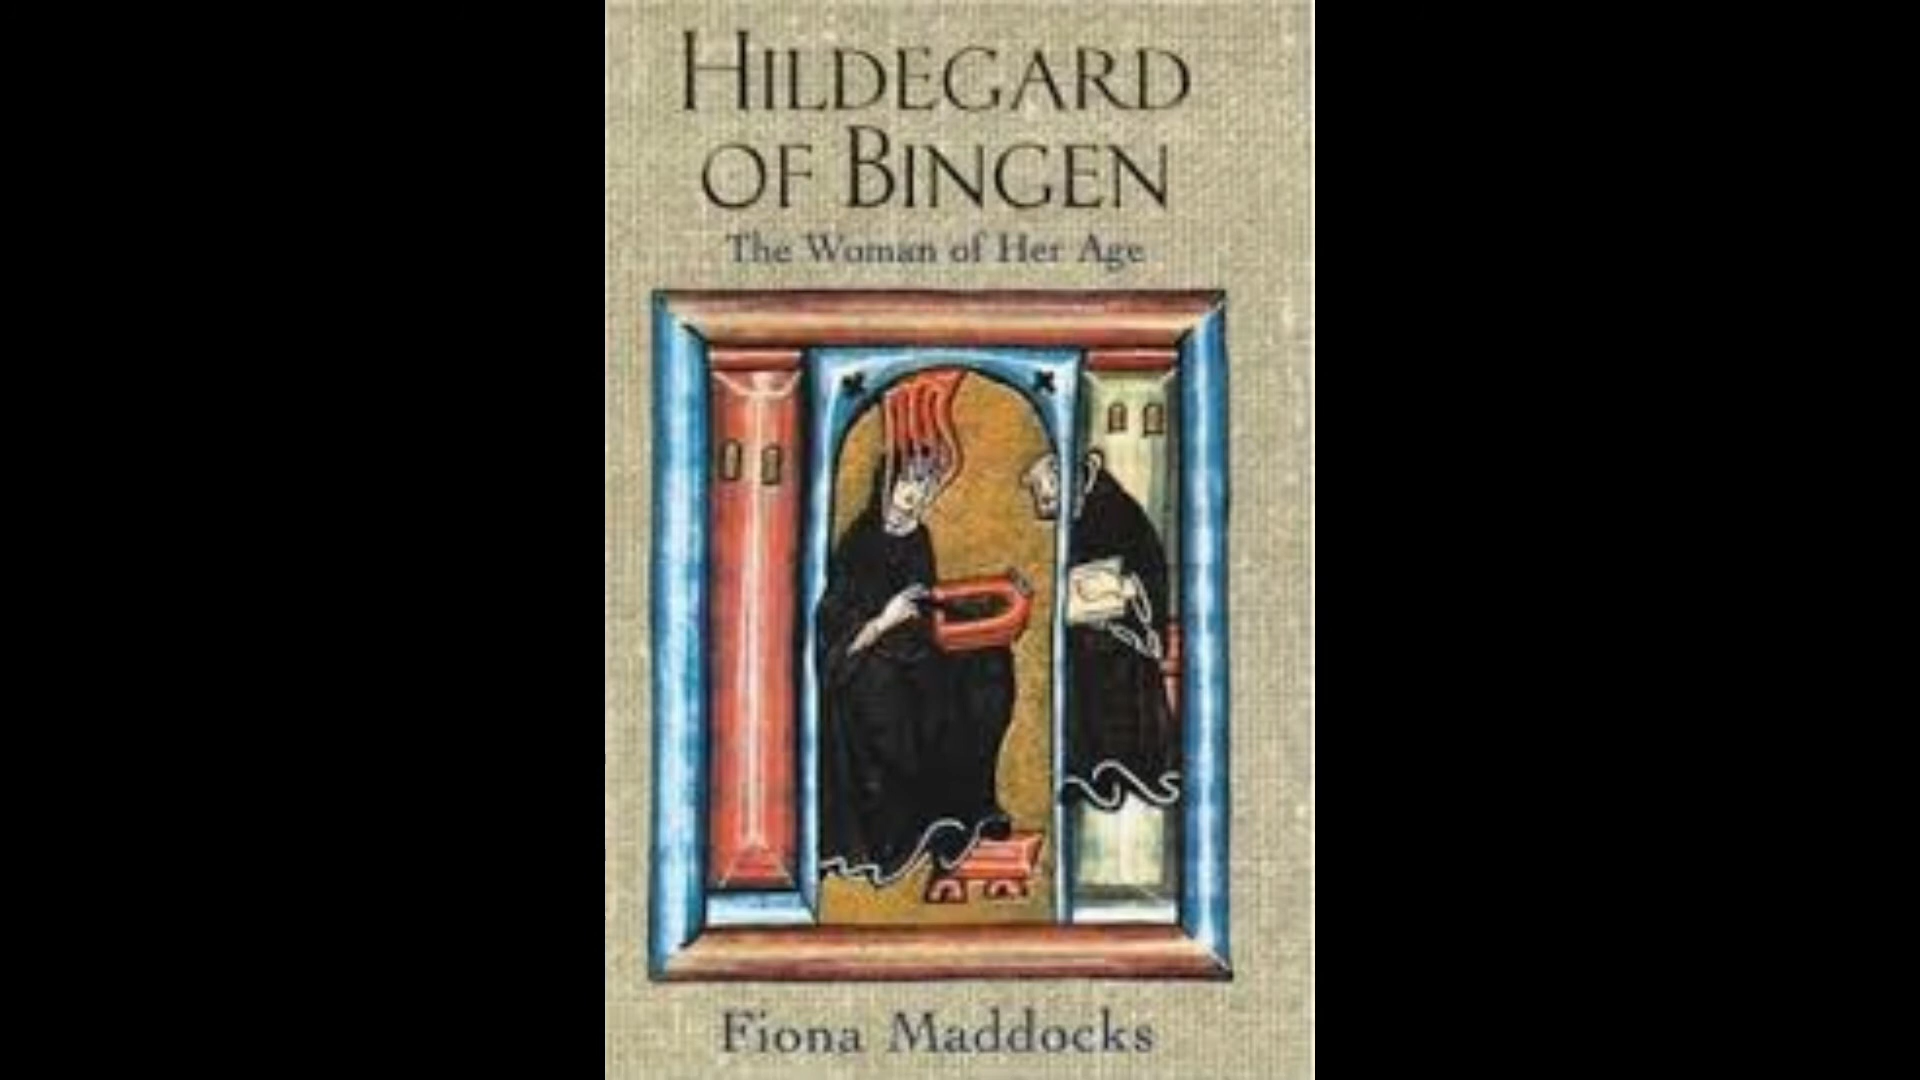 HILDEGARD
OF BINGEN
The Woman of Her Age
Fiona Maddocks